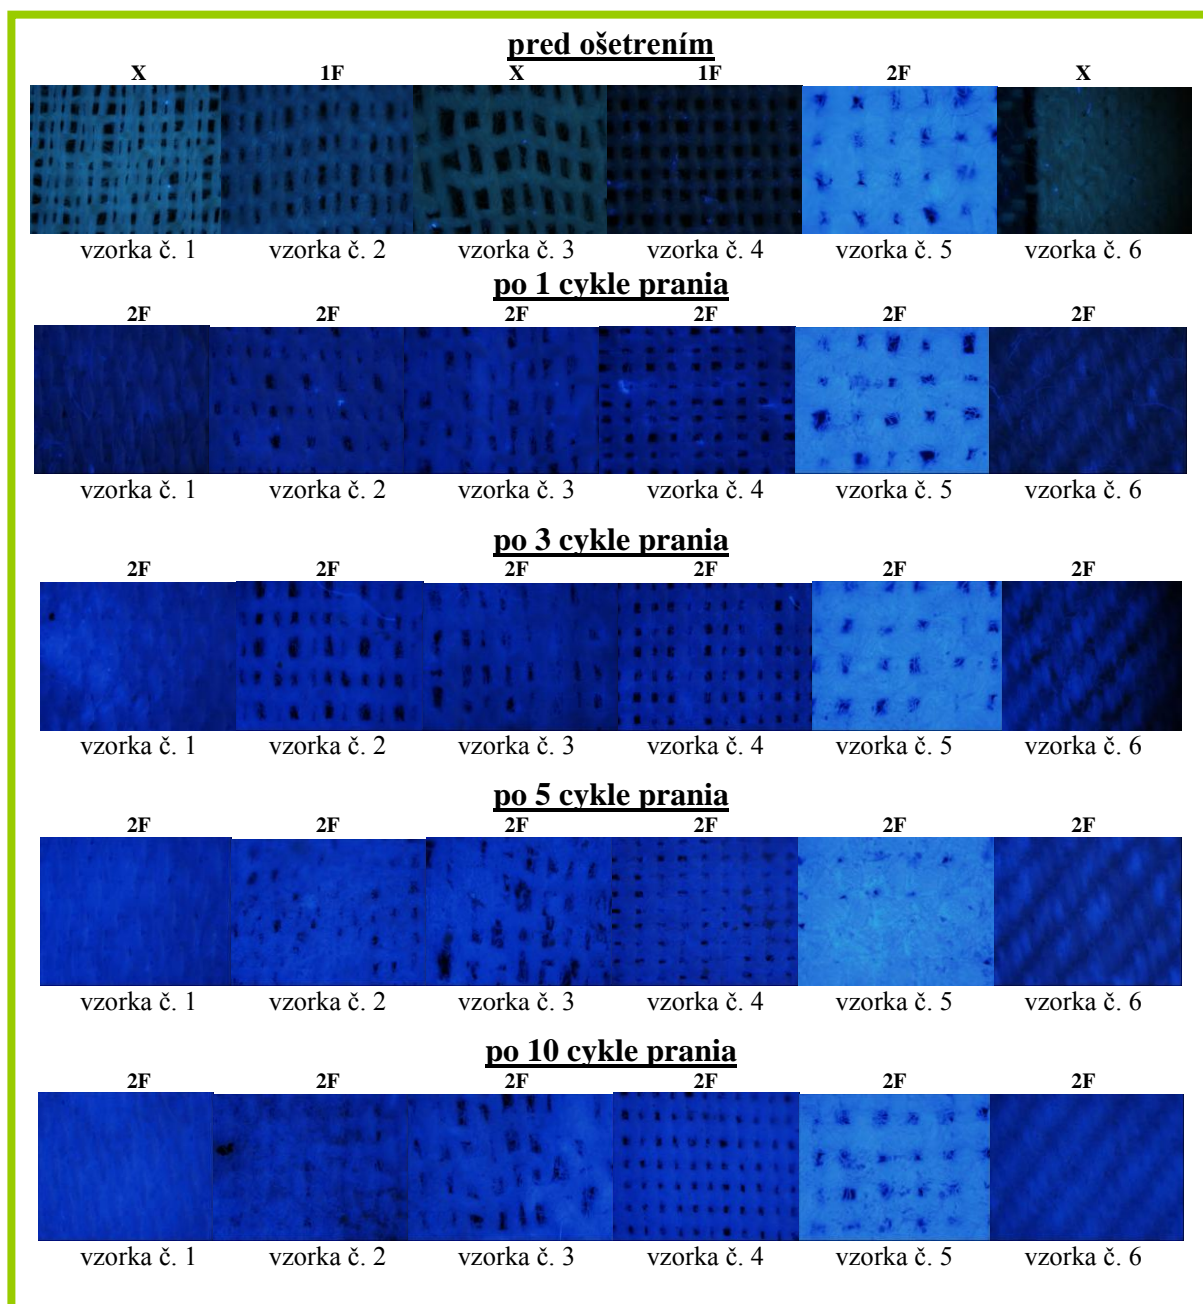 pred ošetrením
X 1F X 1F 2F X
vzorka č. 1 vzorka č. 2 vzorka č. 3 vzorka č. 4 vzorka č. 5 vzorka č. 6
po 1 cykle prania
2F 2F 2F 2F 2F 2F
vzorka č. 1 vzorka č. 2 vzorka č. 3 vzorka č. 4 vzorka č. 5 vzorka č. 6
po 3 cykle prania
2F 2F 2F 2F 2F 2F
vzorka č. 1 vzorka č. 2 vzorka č. 3 vzorka č. 4 vzorka č. 5 vzorka č. 6
po 5 cykle prania
2F 2F 2F 2F 2F 2F
vzorka č. 1 vzorka č. 2 vzorka č. 3 vzorka č. 4 vzorka č. 5 vzorka č. 6
po 10 cykle prania
2F 2F 2F 2F 2F 2F
vzorka č. 1 vzorka č. 2 vzorka č. 3 vzorka č. 4 vzorka č. 5 vzorka č. 6